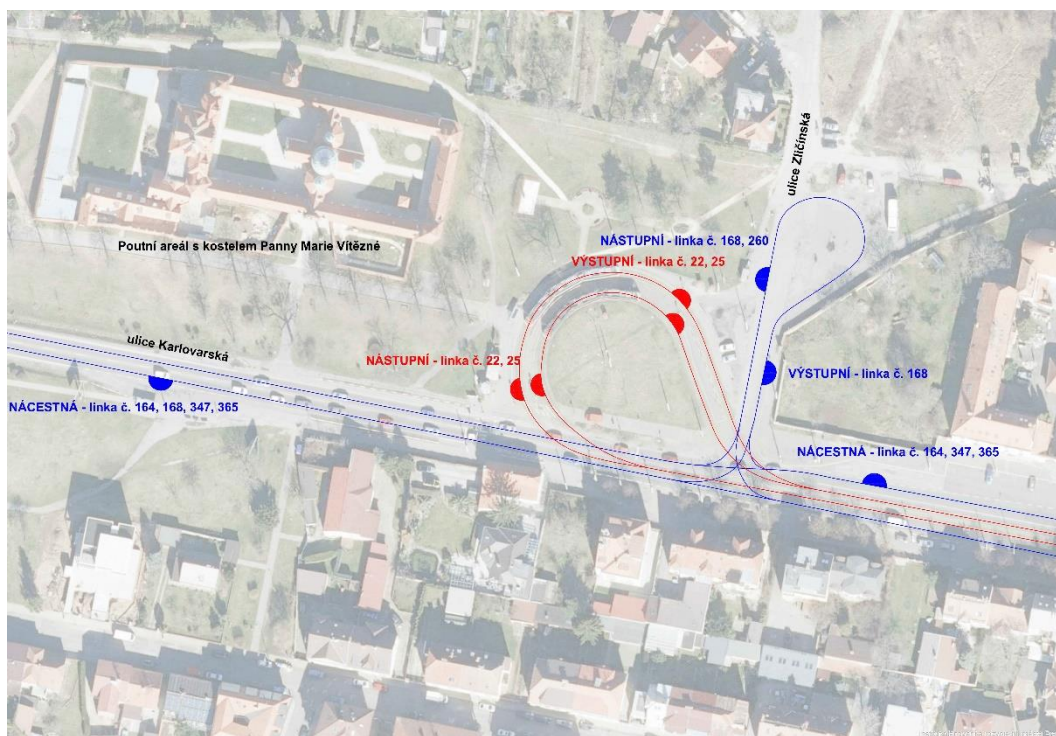 ulice Zličínská
Poutní areál s kostelem Panny Marie Vítězné
NÁSTUPNÍ - linka č. 168, 260
VÝSTUPNÍ - linka č. 22, 25
ulice Karlovarská
NÁSTUPNÍ - linka č. 22, 25
VÝSTUPNÍ - linka č. 168
NÁCESTNÁ - linka č. 164, 168, 347, 365
NÁCESTNÁ - linka č. 164, 347, 365